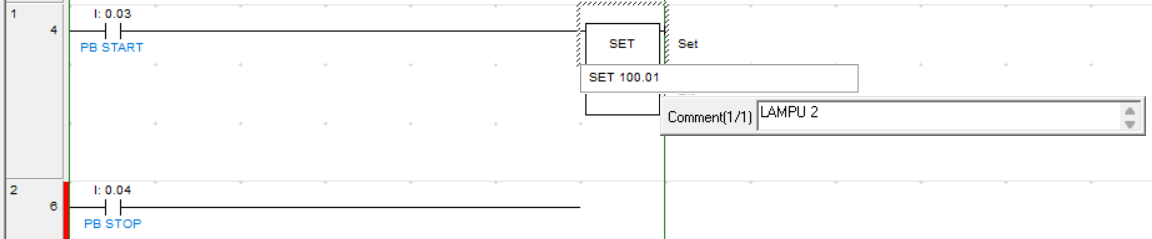 1
I: 0.03
4
PB START
SET
Set
SET 100.01
Comment(1/1)
LAMPU 2
2
I: 0.04
6
PB STOP